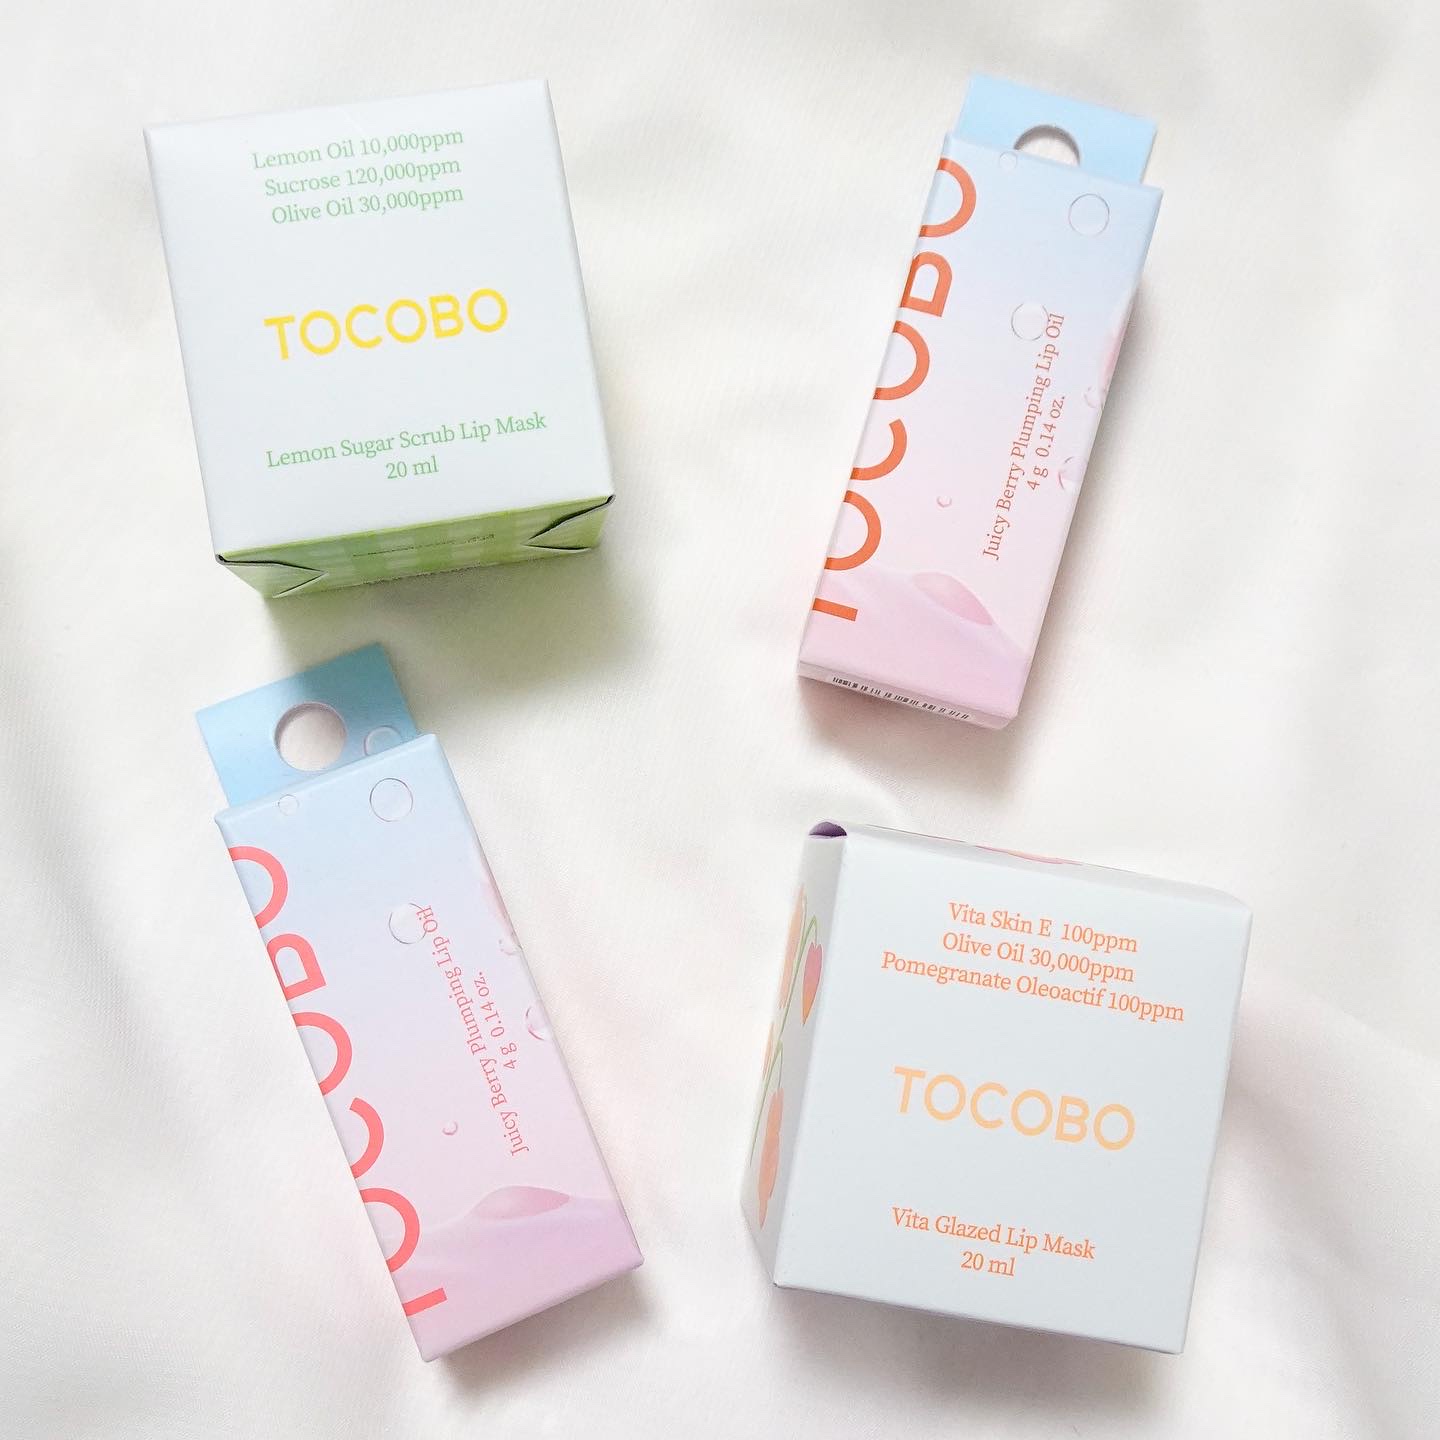 Lemon Oil 10,000ppm
Sucrose 120,000ppm
Olive Oil 30,000ppm
TOCOBO
Lemon Sugar Scrub Lip Mask
20 ml
TOCOBO
Juicy Berry Plumping Lip Oil
4 g 0.14 oz.
TOCOBO
Juicy Berry Plumping Lip Oil
4 g 0.14 oz.
Vita Skin E 100ppm
Olive Oil 30,000ppm
Pomegranate Oleoactif 100ppm
TOCOBO
Vita Glazed Lip Mask
20 ml